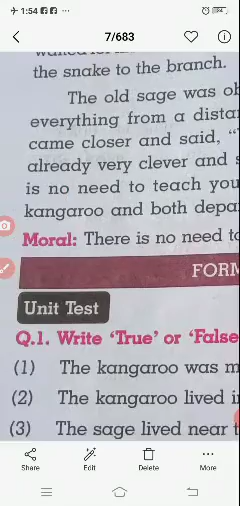 1:54
7/683
the snake to the branch.
The old sage was
everything from a
came closer and said, "
already very clever and
is no need to teach you
kangaroo and both
Moral: There is no need
Unit Test
Q.1. Write 'True' or 'False
(1) The kangaroo was
(2) The kangaroo lived
(3) The sage lived near
Share Edit Delete More